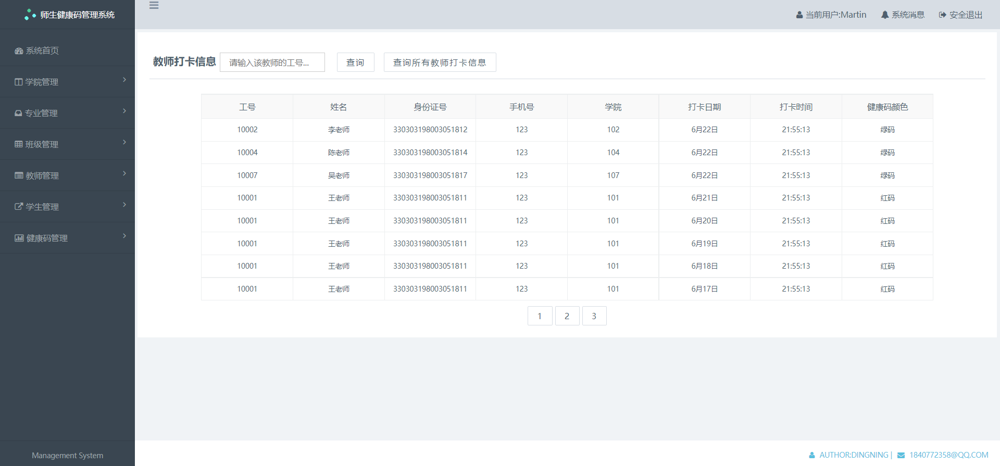 师生健康码管理系统
当前用户:Martin 系统消息 安全退出
系统首页
学院管理
专业管理
班级管理
教师管理
学生管理
健康码管理
Management System
教师打卡信息 请输入该教师的工号... 查询 查询所有教师打卡信息
工号 姓名 身份证号 手机号 学院 打卡日期 打卡时间 健康码颜色
10002 李老师 330303198003051812 123 102 6月22日 21:55:13 绿码
10004 陈老师 330303198003051814 123 104 6月22日 21:55:13 绿码
10007 吴老师 330303198003051817 123 107 6月22日 21:55:13 绿码
10001 王老师 330303198003051811 123 101 6月21日 21:55:13 红码
10001 王老师 330303198003051811 123 101 6月20日 21:55:13 红码
10001 王老师 330303198003051811 123 101 6月19日 21:55:13 红码
10001 王老师 330303198003051811 123 101 6月18日 21:55:13 红码
10001 王老师 330303198003051811 123 101 6月17日 21:55:13 红码
1 2 3
AUTHOR:DINGNING | 1840772358@QQ.COM